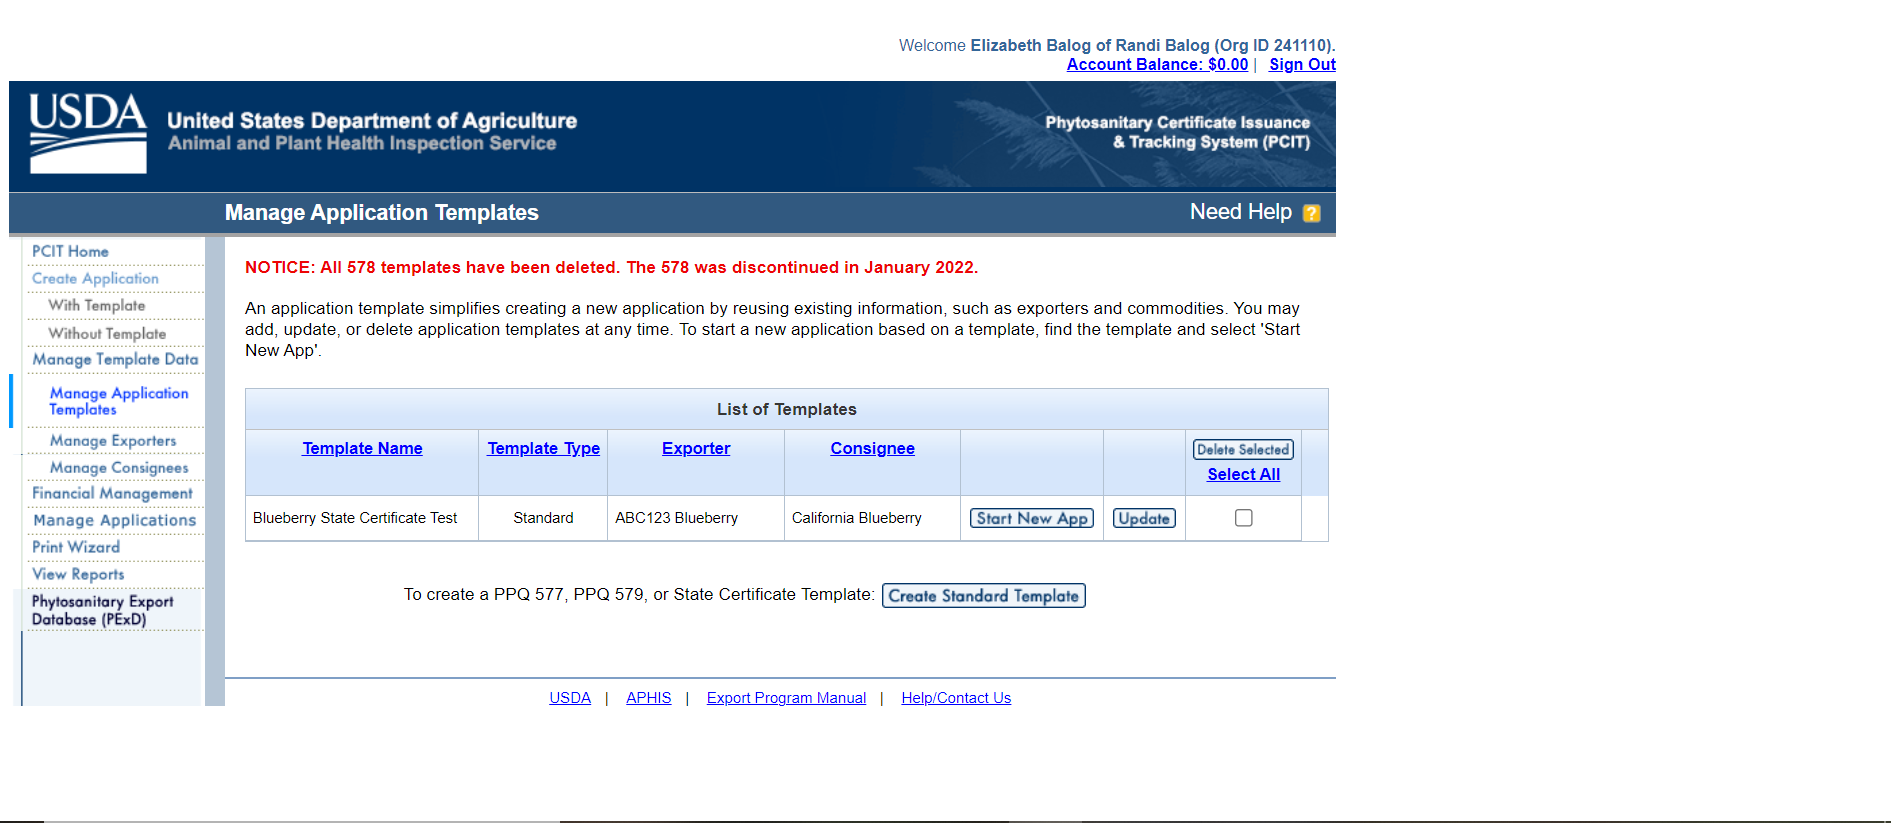 Welcome Elizabeth Balog of Randi Balog (Org ID 241110).
Account Balance: $0.00 | Sign Out
USDA
United States Department of Agriculture
Animal and Plant Health Inspection Service
Phytosanitary Certificate Issuance
& Tracking System (PCIT)
Manage Application Templates
Need Help ?
PCIT Home
Create Application
With Template
Without Template
Manage Template Data
Manage Application
Templates
Manage Exporters
Manage Consignees
Financial Management
Manage Applications
Print Wizard
View Reports
Phytosanitary Export
Database (PExD)
NOTICE: All 578 templates have been deleted. The 578 was discontinued in January 2022.
An application template simplifies creating a new application by reusing existing information, such as exporters and commodities. You may
add, update, or delete application templates at any time. To start a new application based on a template, find the template and select 'Start
New App'.
List of Templates
Template Name Template Type Exporter Consignee Delete Selected
Select All
Blueberry State Certificate Test Standard ABC123 Blueberry California Blueberry Start New App Update
To create a PPQ 577, PPQ 579, or State Certificate Template: Create Standard Template
USDA | APHIS | Export Program Manual | Help/Contact Us